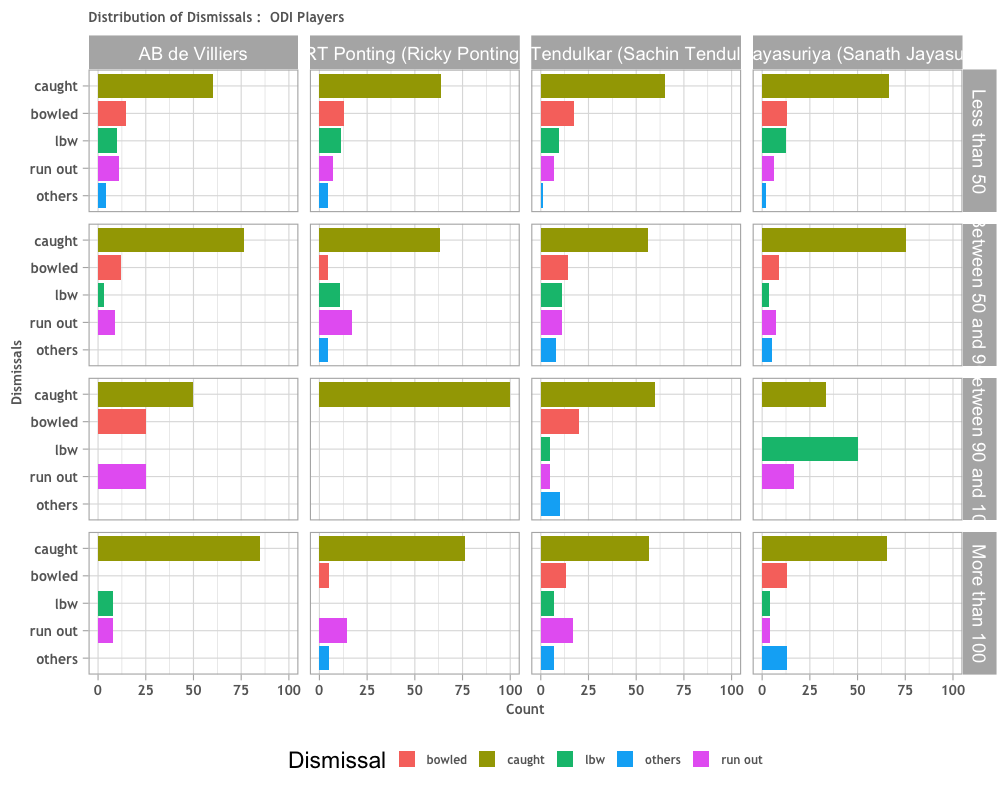 Distribution of Dismissals : ODI Players
AB de Villiers
RT Ponting (Ricky Ponting
Tendulkar (Sachin Tendul
ayasuriya (Sanath Jayasu
caught
bowled
lbw
run out
others
Less than 50
caught
bowled
lbw
run out
others
Between 50 and 9
caught
bowled
lbw
run out
others
etween 90 and 10
caught
bowled
lbw
run out
others
More than 100
Dismissals
0 25 50 75 100 0 25 50 75 100 0 25 50 75 100 0 25 50 75 100
Count
Dismissal bowled caught lbw others run out